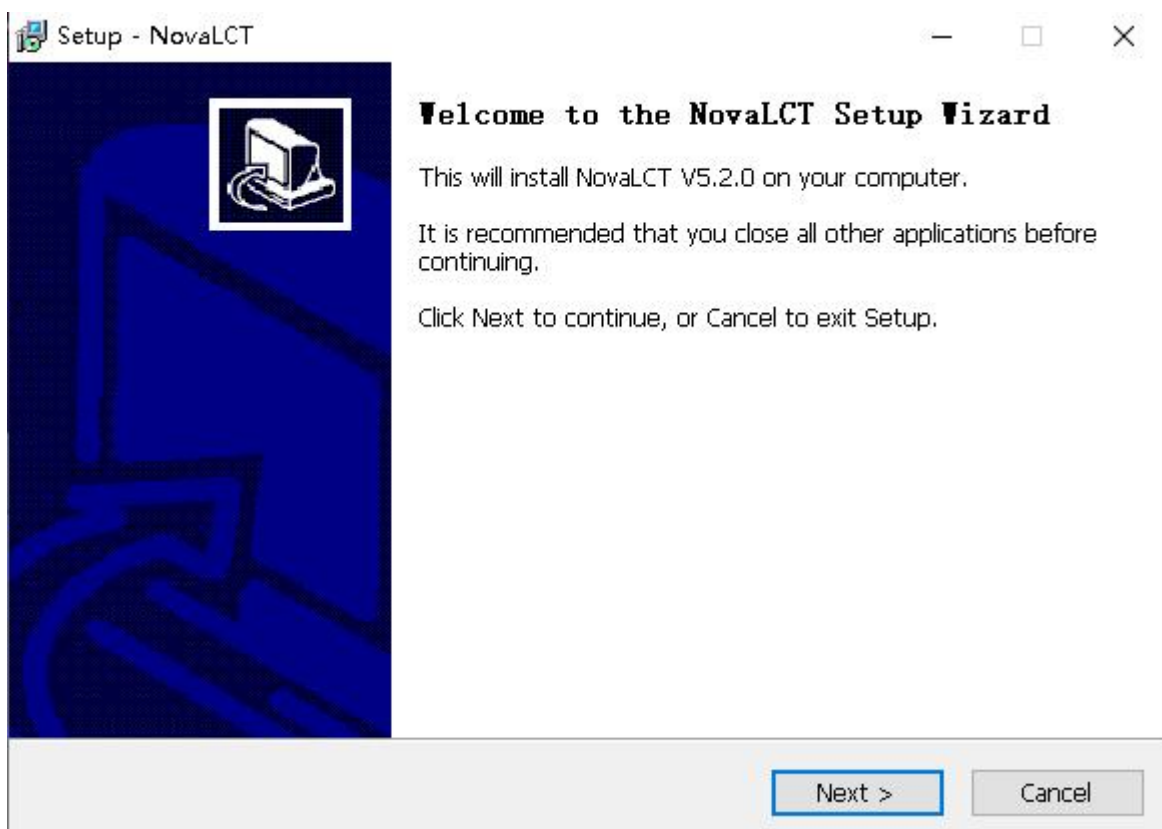 Setup - NovaLCT
Welcome to the NovaLCT Setup Wizard
This will install NovaLCT V5.2.0 on your computer.
It is recommended that you close all other applications before
continuing.
Click Next to continue, or Cancel to exit Setup.
Next >
Cancel